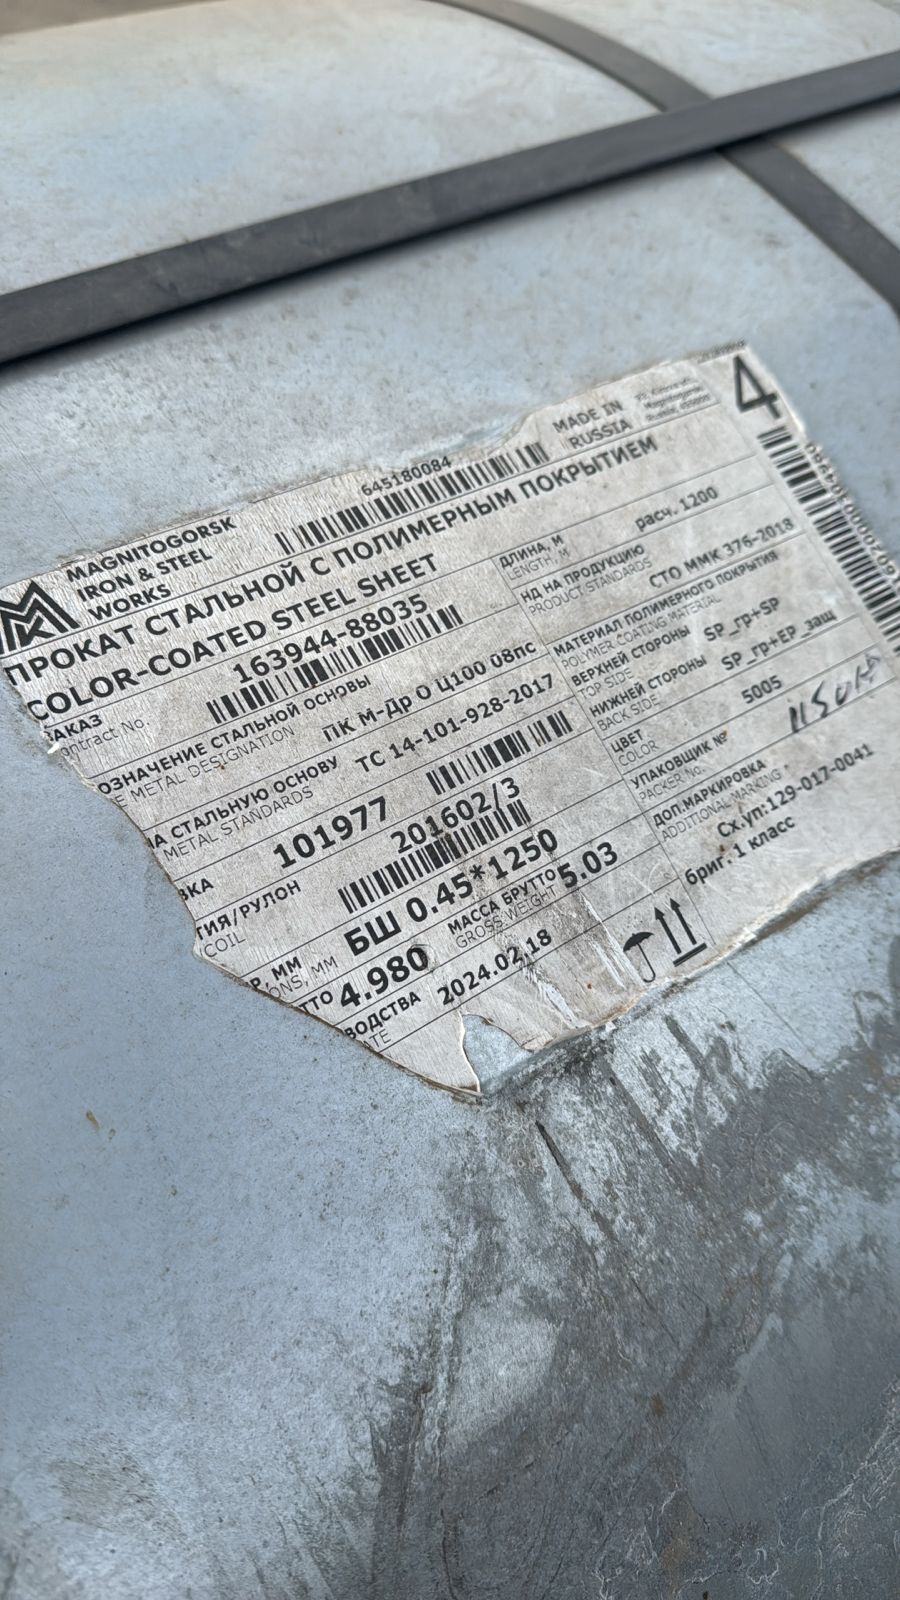 MAGNITOGORSK
IRON & STEEL
WORKS
645180084
MADE IN
RUSSIA
4
ПРОКАТ СТАЛЬНОЙ С ПОЛИМЕРНЫМ ПОКРЫТИЕМ
COLOR-COATED STEEL SHEET
ЗАКАЗ
ontract No.
163944-88035
ОЗНАЧЕНИЕ СТАЛЬНОЙ ОСНОВЫ
E METAL DESIGNATION
ПК М-Др О Ц100 08пс
НА СТАЛЬНУЮ ОСНОВУ
METAL STANDARDS
ТС 14-101-928-2017
ВКА
101977
ТИЯ/РУЛОН
COIL
201602/3
Р, ММ
ONS, MM
БШ 0.45*1250
ТТО
4.980
МАССА БРУТТО
GROSS WEIGHT
5.03
ВОДСТВА
ATE
2024.02.18
ДЛИНА, М
LENGTH, M
расч. 1200
НД НА ПРОДУКЦИЮ
PRODUCT STANDARDS
СТО ММК 376-2018
МАТЕРИАЛ ПОЛИМЕРНОГО ПОКРЫТИЯ
POLYMER COATING MATERIAL
ВЕРХНЕЙ СТОРОНЫ
TOP SIDE
SP_гр+SP
НИЖНЕЙ СТОРОНЫ
BACK SIDE
SP_гр+EP_защ
ЦВЕТ
COLOR
5005
УПАКОВЩИК №
PACKER No.
ДОП.МАРКИРОВКА
ADDITIONAL MARKING
Сх.уп:129-017-0041
бриг. 1 класс